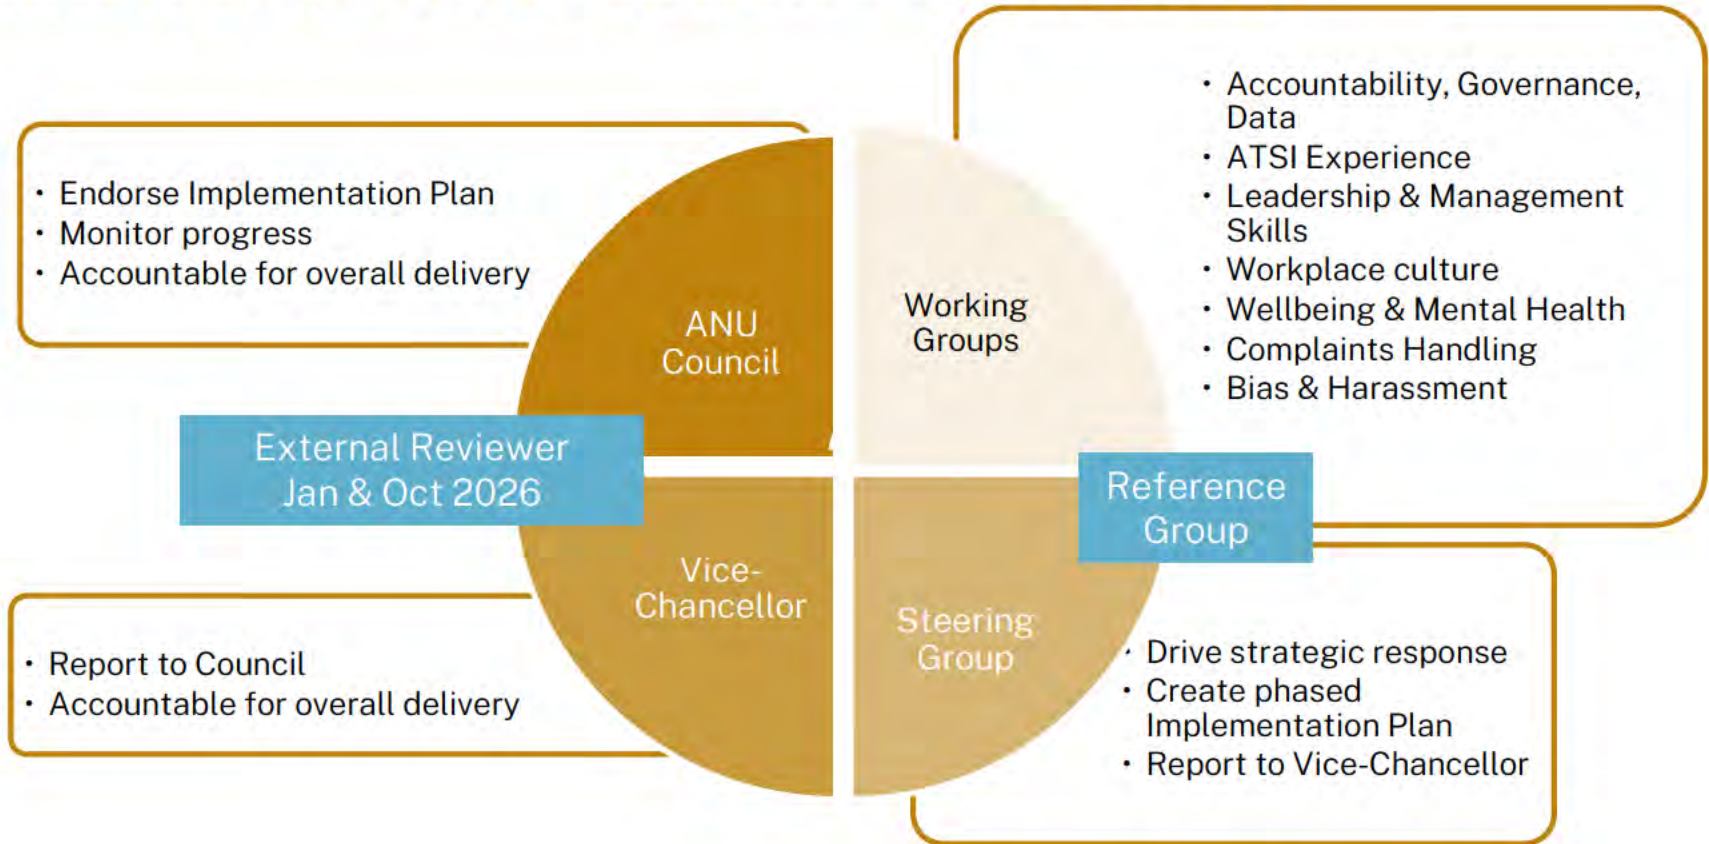 • Endorse Implementation Plan
• Monitor progress
• Accountable for overall delivery
ANU
Council
Working
Groups
• Accountability, Governance,
Data
• ATSI Experience
• Leadership & Management
Skills
• Workplace culture
• Wellbeing & Mental Health
• Complaints Handling
• Bias & Harassment
External Reviewer
Jan & Oct 2026
Reference
Group
Vice-
Chancellor
• Report to Council
• Accountable for overall delivery
Steering
Group
• Drive strategic response
• Create phased
Implementation Plan
• Report to Vice-Chancellor